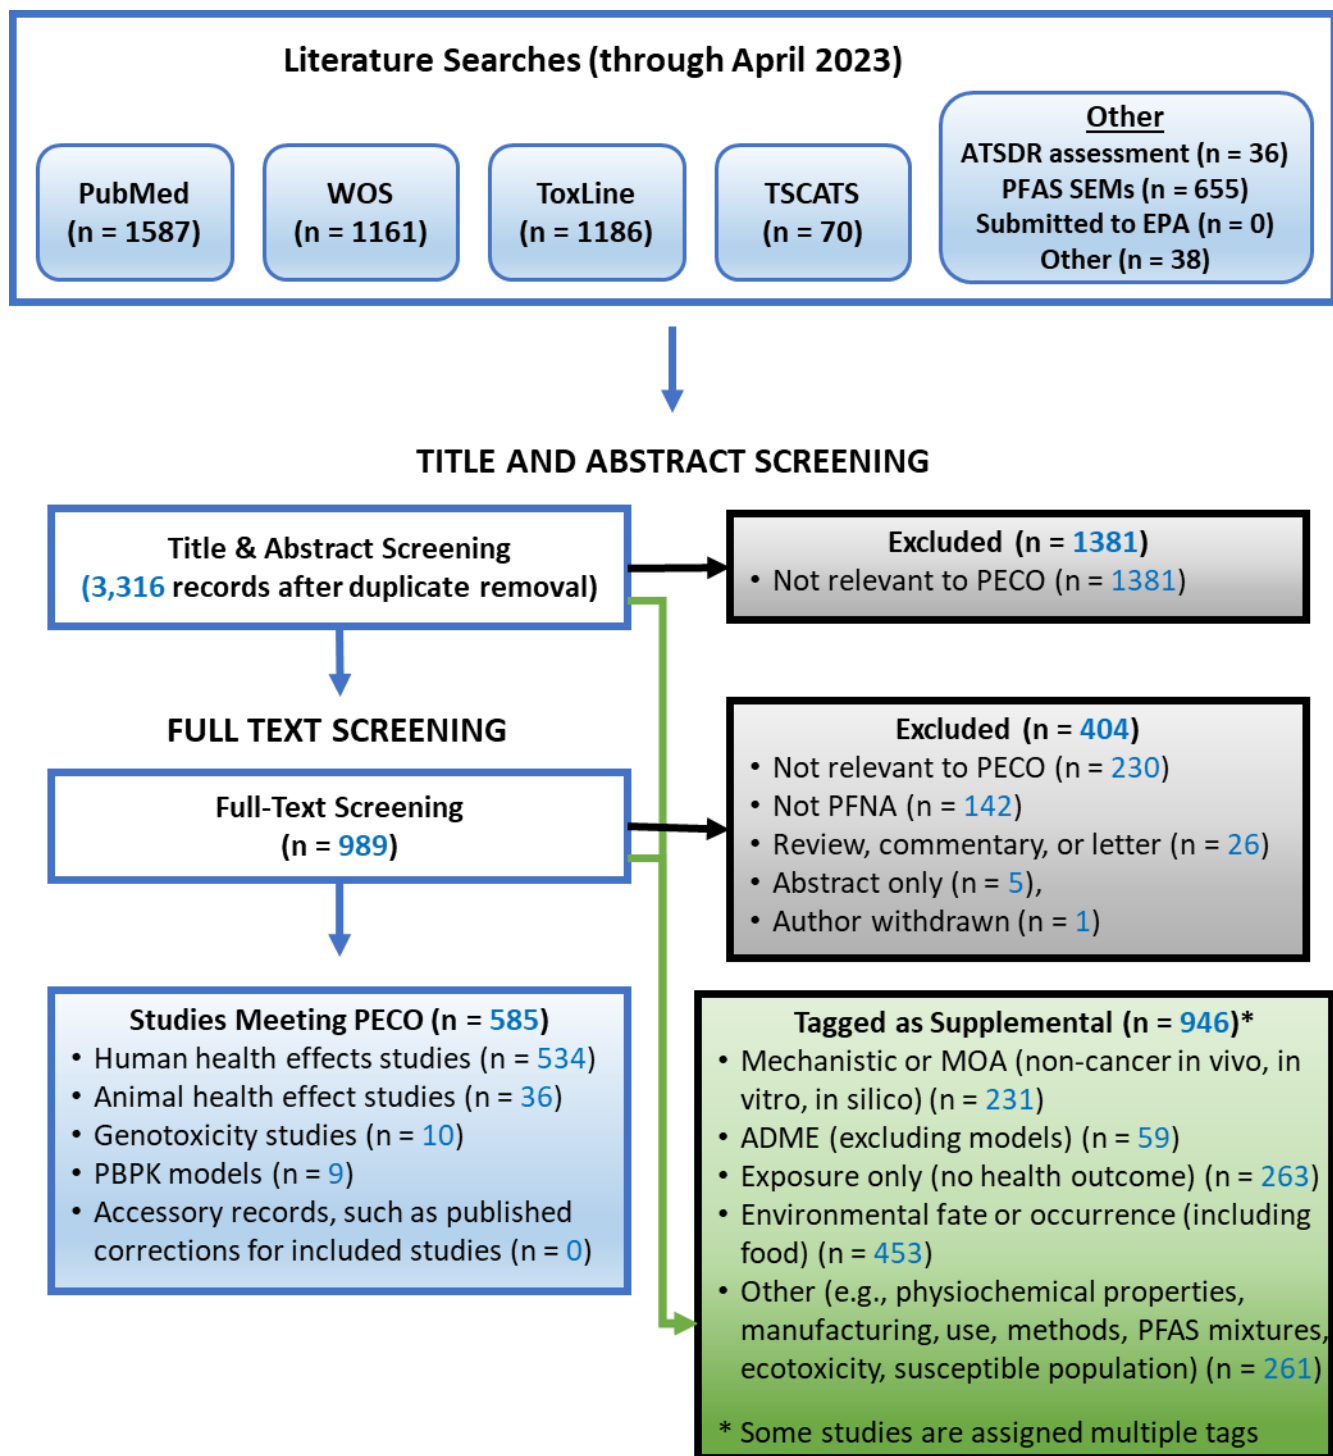 Literature Searches (through April 2023)
PubMed
(n = 1587)
WOS
(n = 1161)
ToxLine
(n = 1186)
TSCATS
(n = 70)
Other
ATSDR assessment (n = 36)
PFAS SEMs (n = 655)
Submitted to EPA (n = 0)
Other (n = 38)
TITLE AND ABSTRACT SCREENING
Title & Abstract Screening
(3,316 records after duplicate removal)
Excluded (n = 1381)
• Not relevant to PECO (n = 1381)
FULL TEXT SCREENING
Full-Text Screening
(n = 989)
Excluded (n = 404)
• Not relevant to PECO (n = 230)
• Not PFNA (n = 142)
• Review, commentary, or letter (n = 26)
• Abstract only (n = 5),
• Author withdrawn (n = 1)
Studies Meeting PECO (n = 585)
• Human health effects studies (n = 534)
• Animal health effect studies (n = 36)
• Genotoxicity studies (n = 10)
• PBPK models (n = 9)
• Accessory records, such as published
corrections for included studies (n = 0)
Tagged as Supplemental (n = 946)*
• Mechanistic or MOA (non-cancer in vivo, in
vitro, in silico) (n = 231)
• ADME (excluding models) (n = 59)
• Exposure only (no health outcome) (n = 263)
• Environmental fate or occurrence (including
food) (n = 453)
• Other (e.g., physiochemical properties,
manufacturing, use, methods, PFAS mixtures,
ecotoxicity, susceptible population) (n = 261)
* Some studies are assigned multiple tags